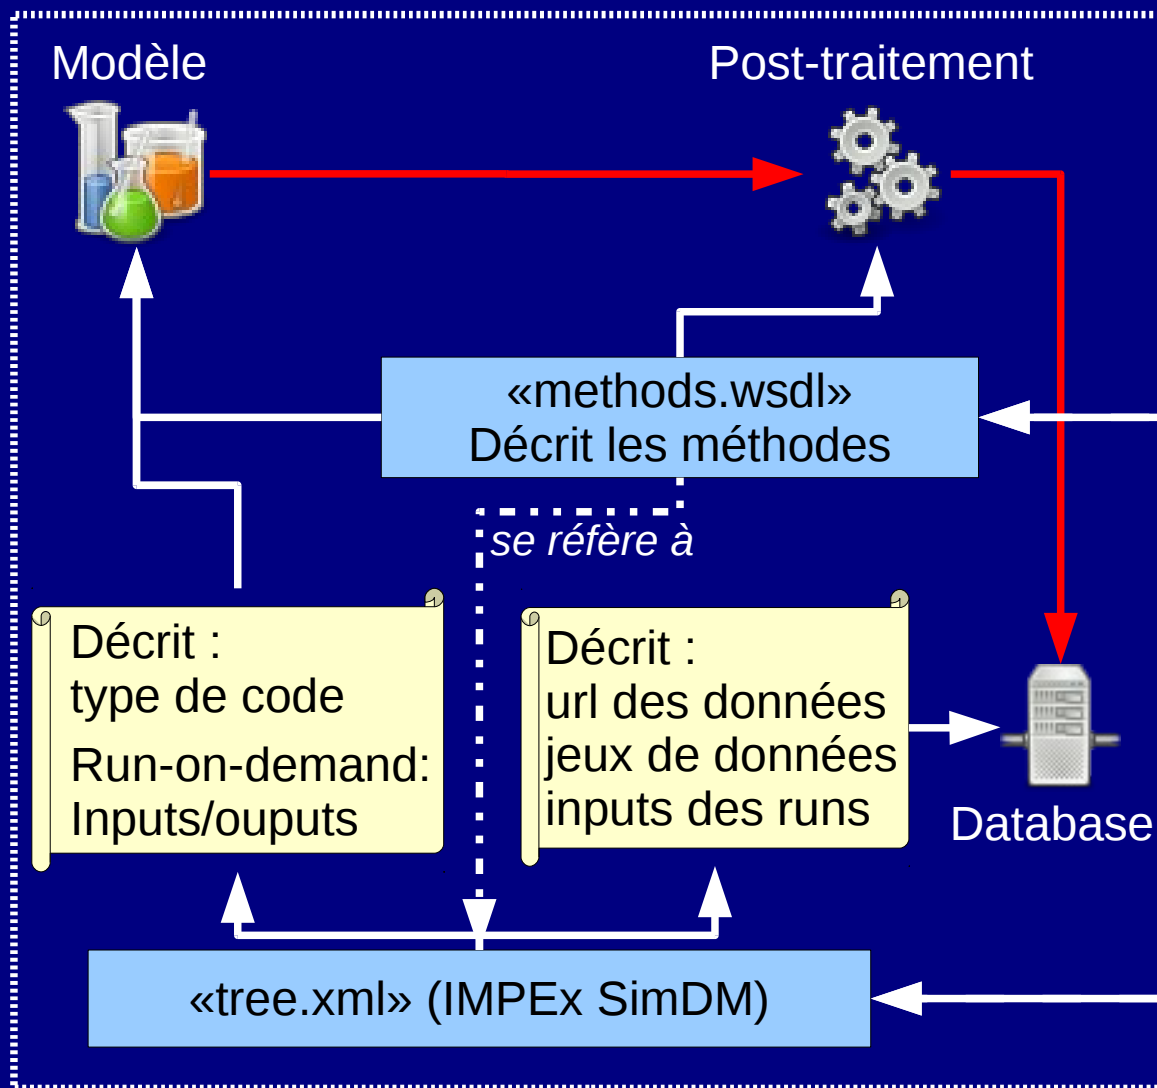 Modèle
Post-traitement
«methods.wsdl»
Décrit les méthodes
se réfère à
Décrit :
type de code
Run-on-demand:
Inputs/ouputs
Décrit :
url des données
jeux de données
inputs des runs
Database
«tree.xml» (IMPEx SimDM)